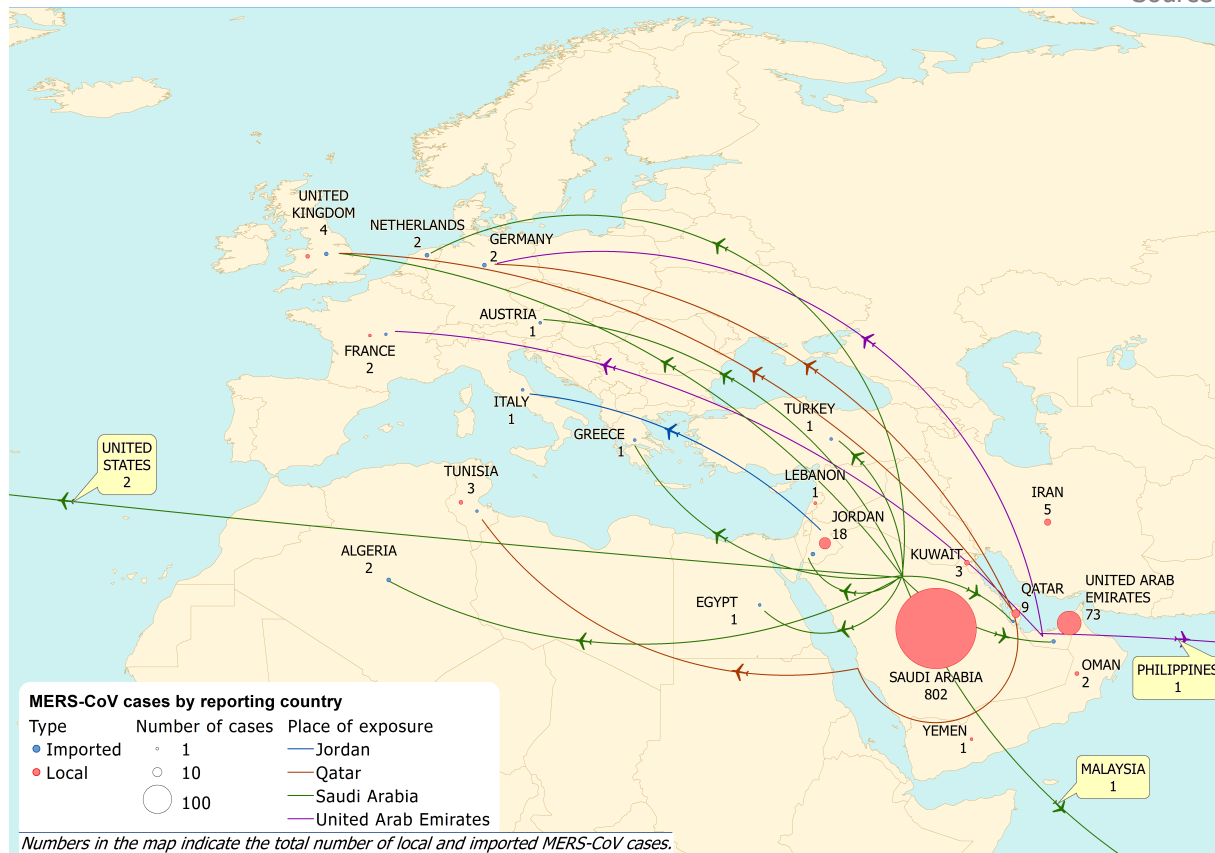 UNITED
KINGDOM
4
NETHERLANDS
2
GERMANY
2
AUSTRIA
1
FRANCE
2
ITALY
1
GREECE
1
TURKEY
1
UNITED
STATES
2
TUNISIA
3
LEBANON
1
JORDAN
18
IRAN
5
ALGERIA
2
KUWAIT
3
EGYPT
1
QATAR
9
UNITED ARAB
EMIRATES
73
OMAN
2
PHILIPPINES
1
SAUDI ARABIA
802
YEMEN
1
MALAYSIA
1
MERS-CoV cases by reporting country
Type
Imported
Local
Number of cases
1
10
100
Place of exposure
Jordan
Qatar
Saudi Arabia
United Arab Emirates
Numbers in the map indicate the total number of local and imported MERS-CoV cases.